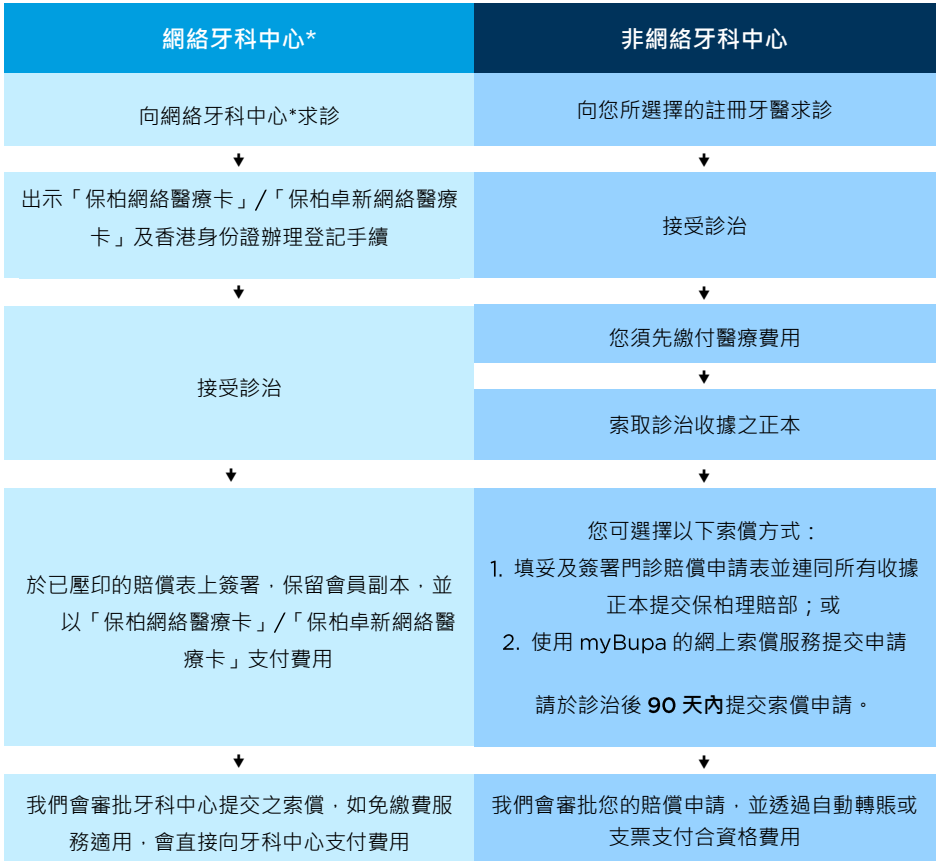 網絡牙科中心*
向網絡牙科中心*求診
出示「保柏網絡醫療卡」/「保柏卓新網絡醫療
卡」及香港身份證辦理登記手續
接受診治
於已壓印的賠償表上簽署，保留會員副本，並
以「保柏網絡醫療卡」/「保柏卓新網絡醫
療卡」支付費用
我們會審批牙科中心提交之索償，如免繳費服
務適用，會直接向牙科中心支付費用
非網絡牙科中心
向您所選擇的註冊牙醫求診
接受診治
您須先繳付醫療費用
索取診治收據之正本
您可選擇以下索償方式：
1. 填妥及簽署門診賠償申請表並連同所有收據
正本提交保柏理賠部；或
2. 使用 myBupa 的網上索償服務提交申請
請於診治後 90 天內提交索償申請。
我們會審批您的賠償申請，並透過自動轉賬或
支票支付合資格費用